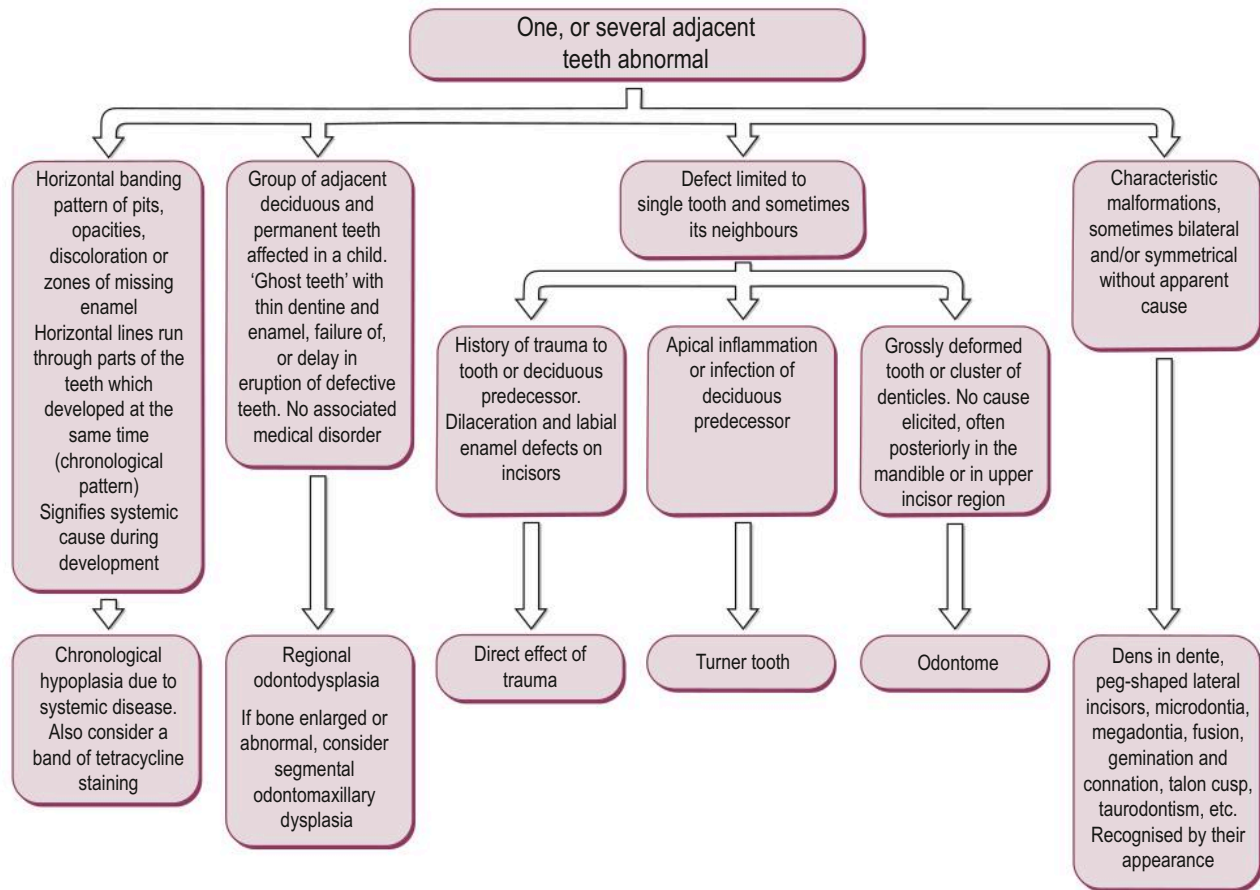 One, or several adjacent
teeth abnormal
Horizontal banding
pattern of pits,
opacities,
discoloration or
zones of missing
enamel
Horizontal lines run
through parts of the
teeth which
developed at the
same time
(chronological
pattern)
Signifies systemic
cause during
development
Group of adjacent
deciduous and
permanent teeth
affected in a child.
‘Ghost teeth’ with
thin dentine and
enamel, failure of,
or delay in
eruption of defective
teeth. No associated
medical disorder
Defect limited to
single tooth and sometimes
its neighbours
Characteristic
malformations,
sometimes bilateral
and/or symmetrical
without apparent
cause
History of trauma to
tooth or deciduous
predecessor.
Dilaceration and labial
enamel defects on
incisors
Apical inflammation
or infection of
deciduous
predecessor
Grossly deformed
tooth or cluster of
denticles. No cause
elicited, often
posteriorly in the
mandible or in upper
incisor region
Chronological
hypoplasia due to
systemic disease.
Also consider a
band of tetracycline
staining
Regional
odontodysplasia
If bone enlarged or
abnormal, consider
segmental
odontomaxillary
dysplasia
Direct effect of
trauma
Turner tooth
Odontome
Dens in dente,
peg-shaped lateral
incisors, microdontia,
megadontia, fusion,
gemination and
connation, talon cusp,
taurodontism, etc.
Recognised by their
appearance